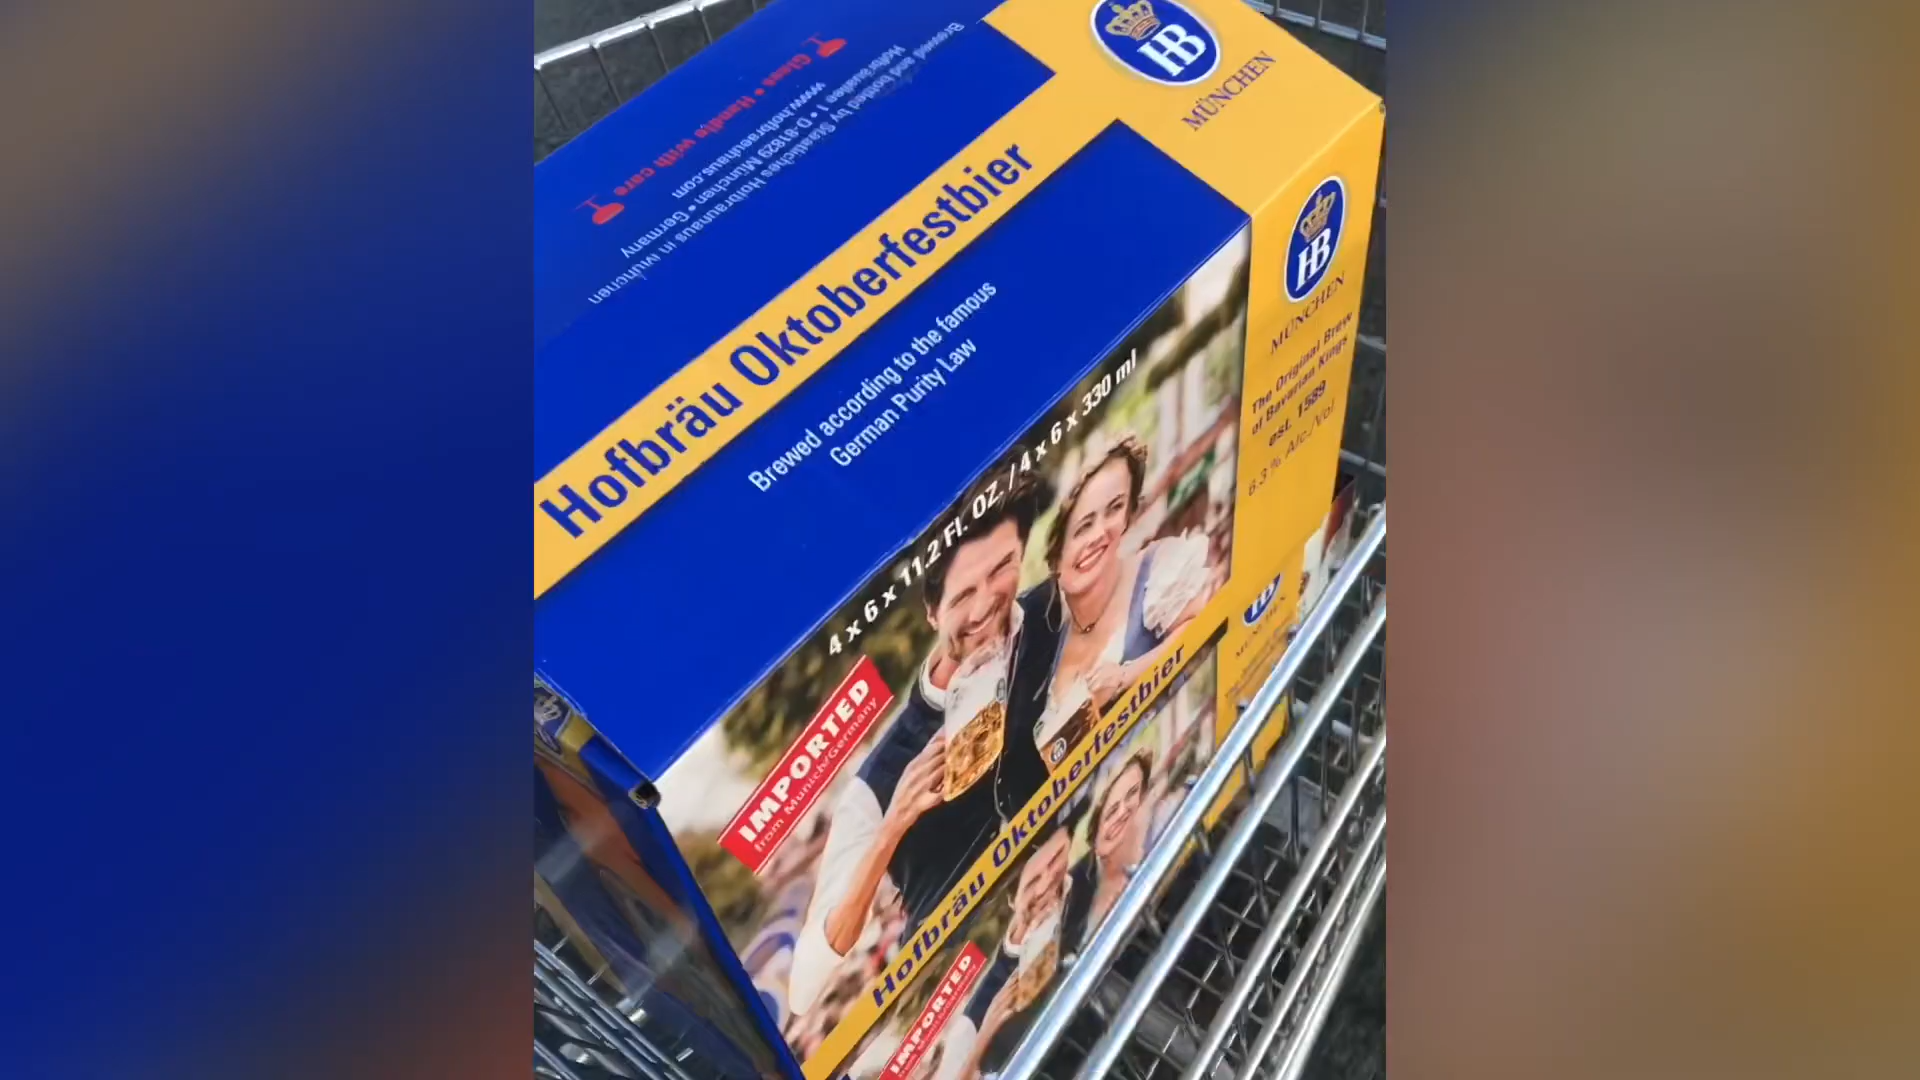 Glass • Handle with care
Brewed and bottled by Staatliches Hofbräuhaus in München
Hofbräuallee 1 • D-81829 München • Germany
www.hofbraeuhaus.com
HB
MÜNCHEN
Hofbräu Oktoberfestbier
Brewed according to the famous
German Purity Law
HB
MÜNCHEN
The Original Brew
of Bavarian Kings
est. 1589
6.3 % Alc./Vol.
4 x 6 x 11.2 Fl. OZ. / 4 x 6 x 330 ml
IMPORTED
from Munich/Germany
Hofbräu Oktoberfestbier
HB
MÜNCHEN
IMPORTED